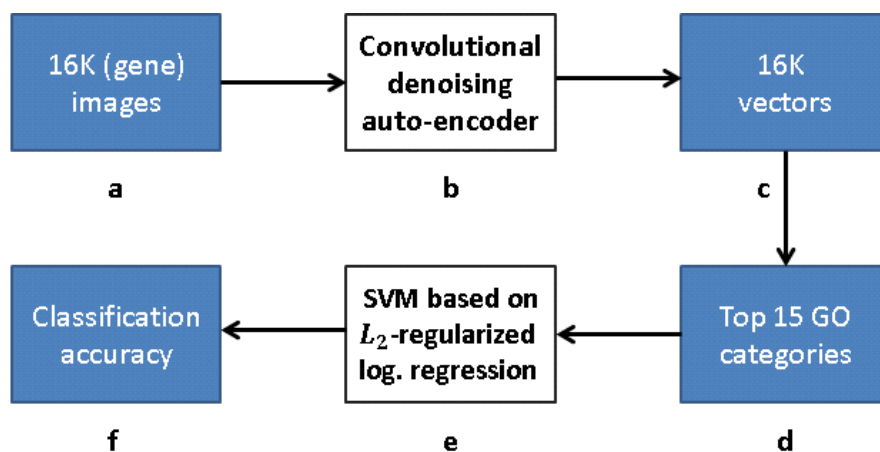 16K (gene)
images
a
Convolutional
denoising
auto-encoder
b
16K
vectors
c
Top 15 GO
categories
d
SVM based on
L₂-regularized
log. regression
e
Classification
accuracy
f